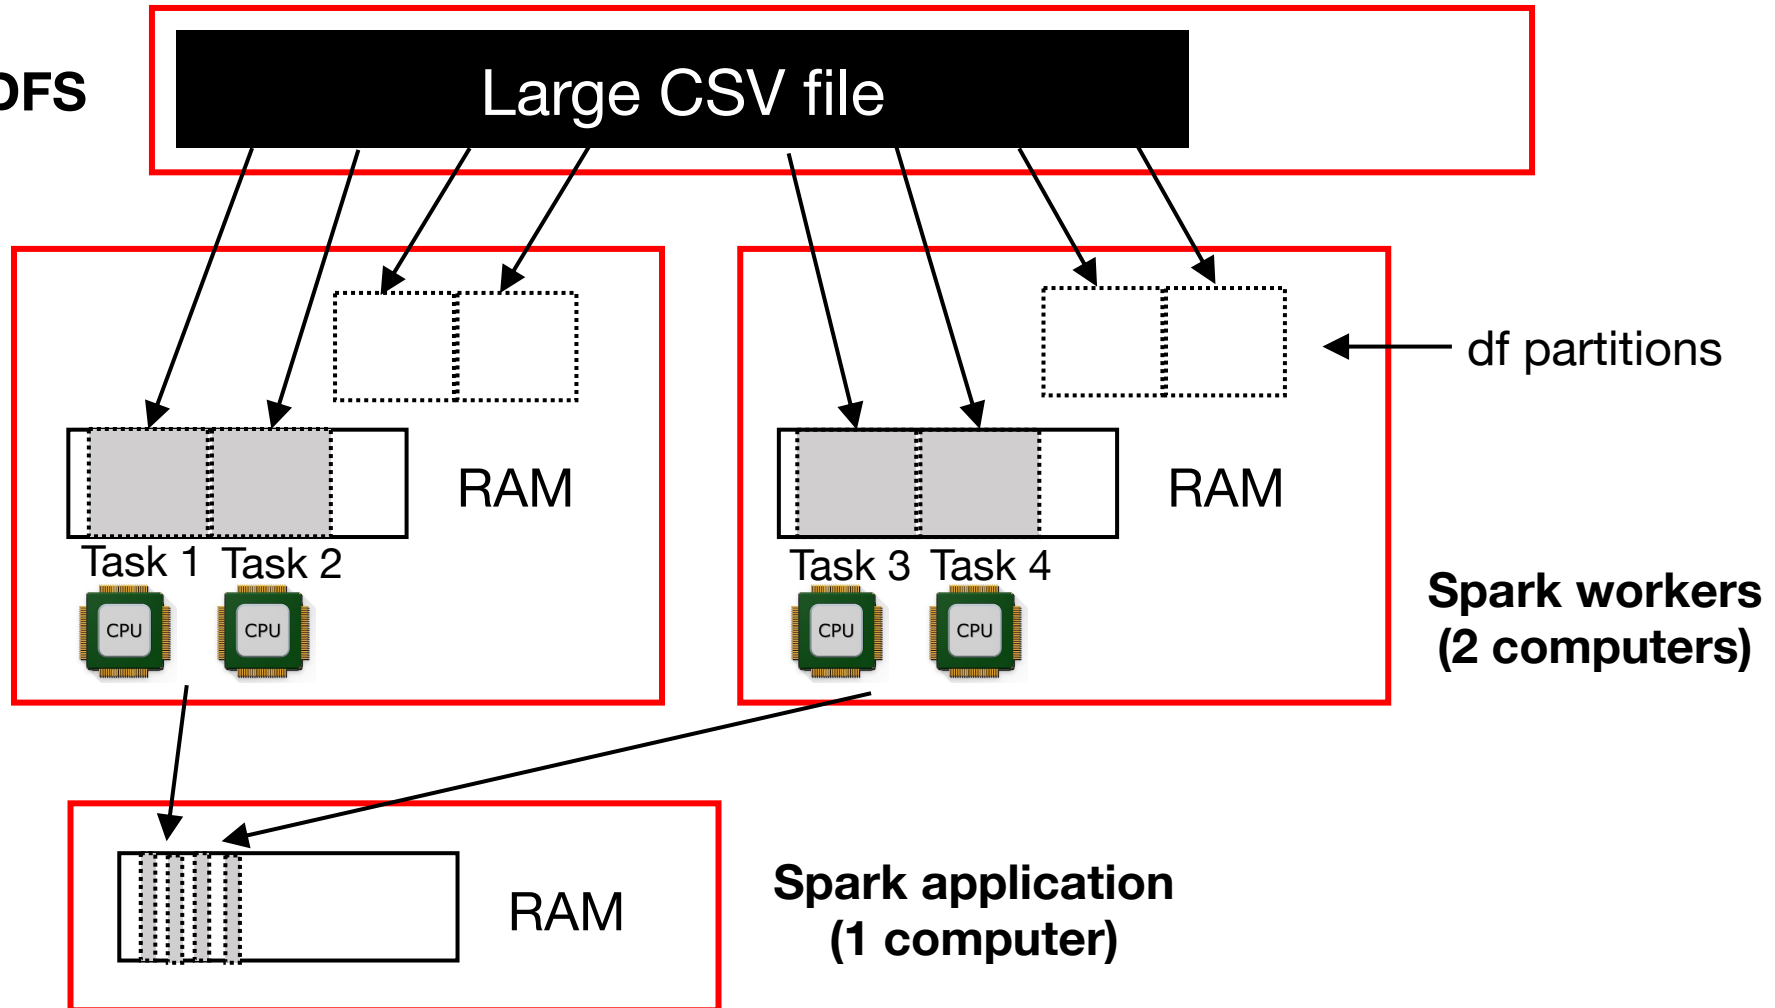 DFS
Large CSV file
df partitions
RAM
RAM
Task 1 Task 2
Task 3 Task 4
CPU CPU
CPU CPU
Spark workers
(2 computers)
RAM
Spark application
(1 computer)